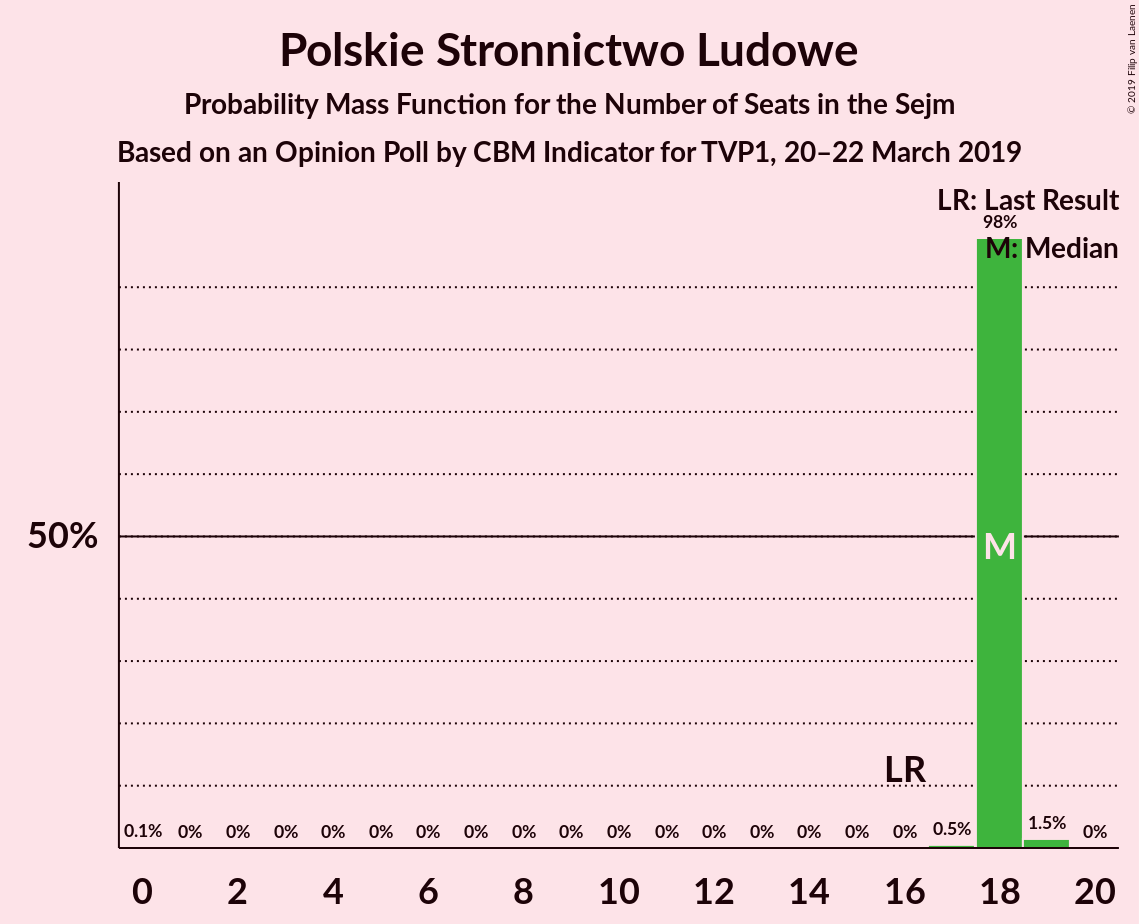 Polskie Stronnictwo Ludowe
Probability Mass Function for the Number of Seats in the Sejm
Based on an Opinion Poll by CBM Indicator for TVP1, 20–22 March 2019
© 2019 Filip van Laenen
LR: Last Result
98%
M: Median
50%
M
LR
0.1% 0% 0% 0% 0% 0% 0% 0% 0% 0% 0% 0% 0% 0% 0% 0% 0% 0.5% 1.5% 0%
0 2 4 6 8 10 12 14 16 18 20